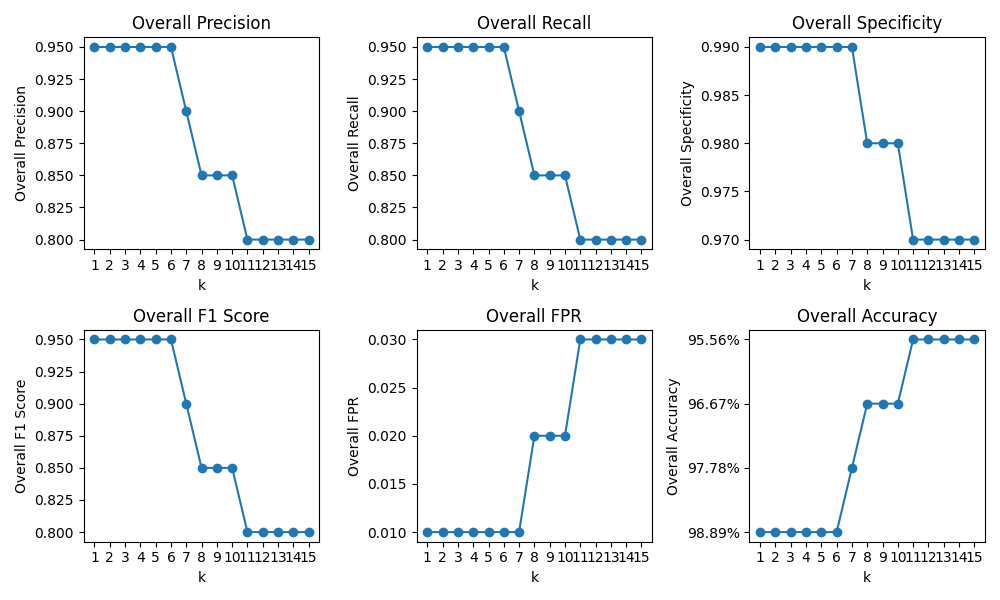 Overall Precision
Overall Precision
0.950
0.925
0.900
0.875
0.850
0.825
0.800
1 2 3 4 5 6 7 8 9 10 11 12 13 14 15
k
Overall Recall
Overall Recall
0.950
0.925
0.900
0.875
0.850
0.825
0.800
1 2 3 4 5 6 7 8 9 10 11 12 13 14 15
k
Overall Specificity
Overall Specificity
0.990
0.985
0.980
0.975
0.970
1 2 3 4 5 6 7 8 9 10 11 12 13 14 15
k
Overall F1 Score
Overall F1 Score
0.950
0.925
0.900
0.875
0.850
0.825
0.800
1 2 3 4 5 6 7 8 9 10 11 12 13 14 15
k
Overall FPR
Overall FPR
0.030
0.025
0.020
0.015
0.010
1 2 3 4 5 6 7 8 9 10 11 12 13 14 15
k
Overall Accuracy
Overall Accuracy
95.56%
96.67%
97.78%
98.89%
1 2 3 4 5 6 7 8 9 10 11 12 13 14 15
k